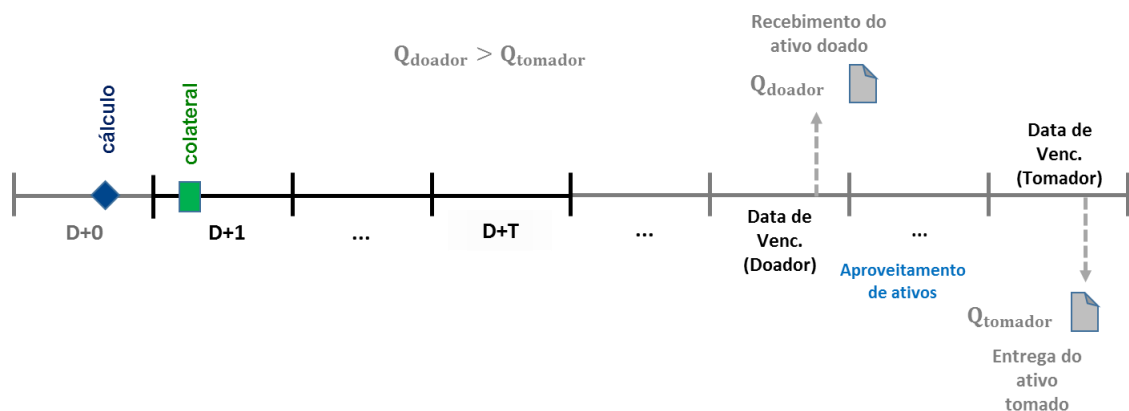 Recebimento do
ativo doado
Qdoador > Qtomador
Qdoador
cálculo
colateral
Data de
Venc.
(Tomador)
D+0
D+1
...
D+T
...
Data de
Venc.
(Doador)
...
Aproveitamento
de ativos
Qtomador
Entrega do
ativo
tomado